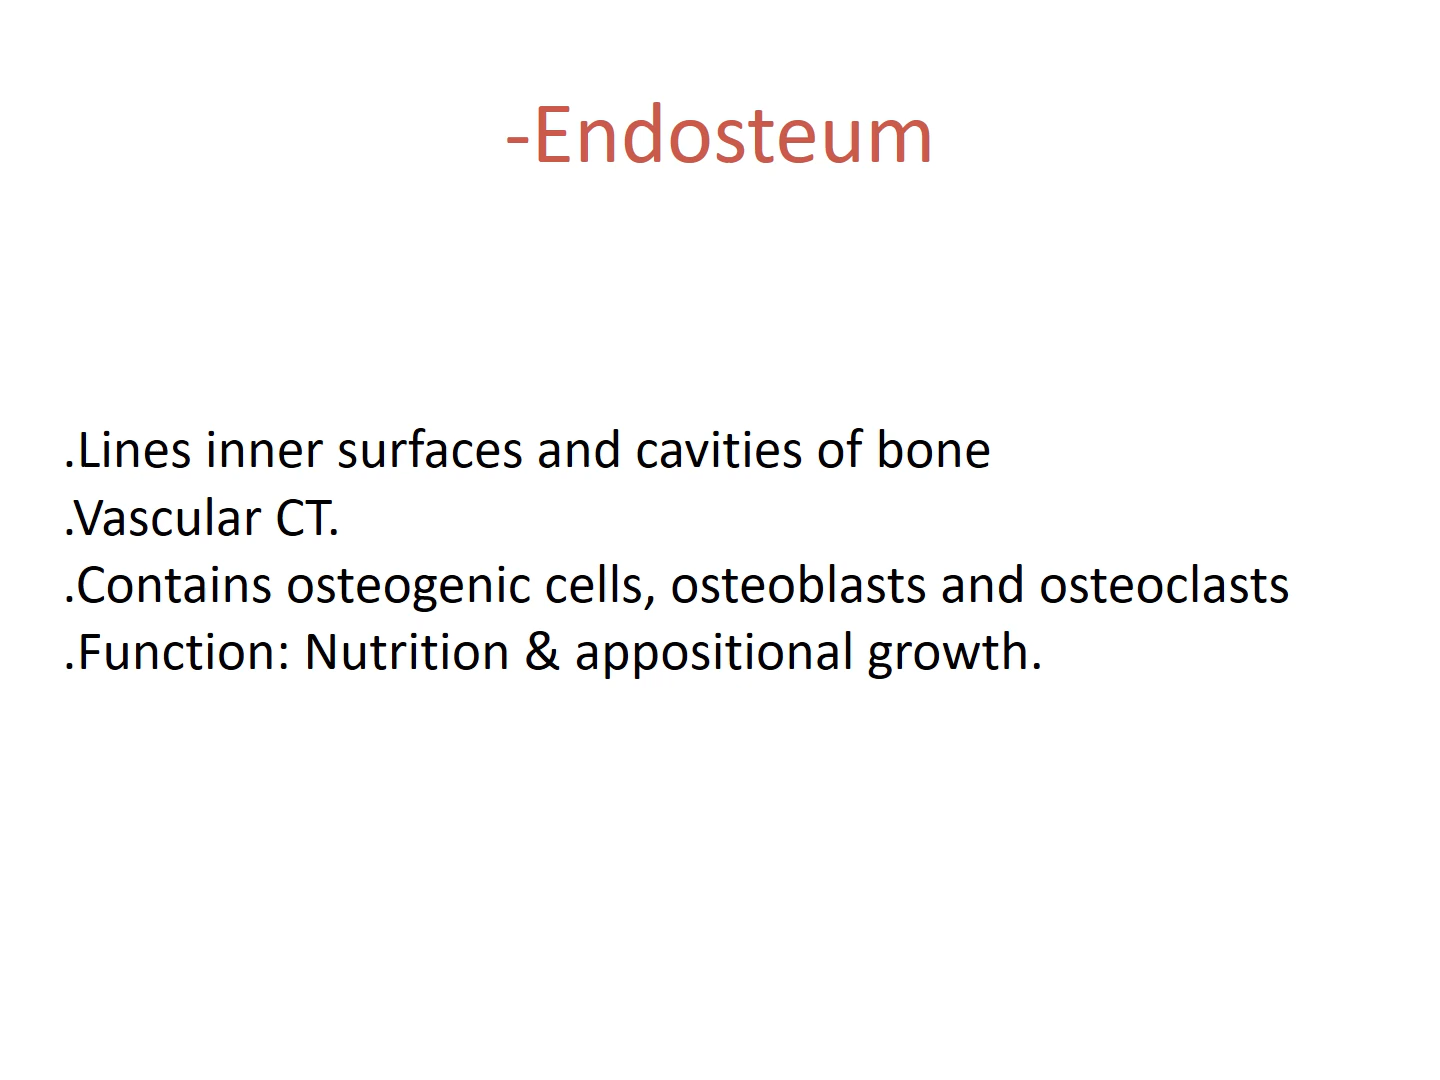 -Endosteum
.Lines inner surfaces and cavities of bone
.Vascular CT.
.Contains osteogenic cells, osteoblasts and osteoclasts
.Function: Nutrition & appositional growth.